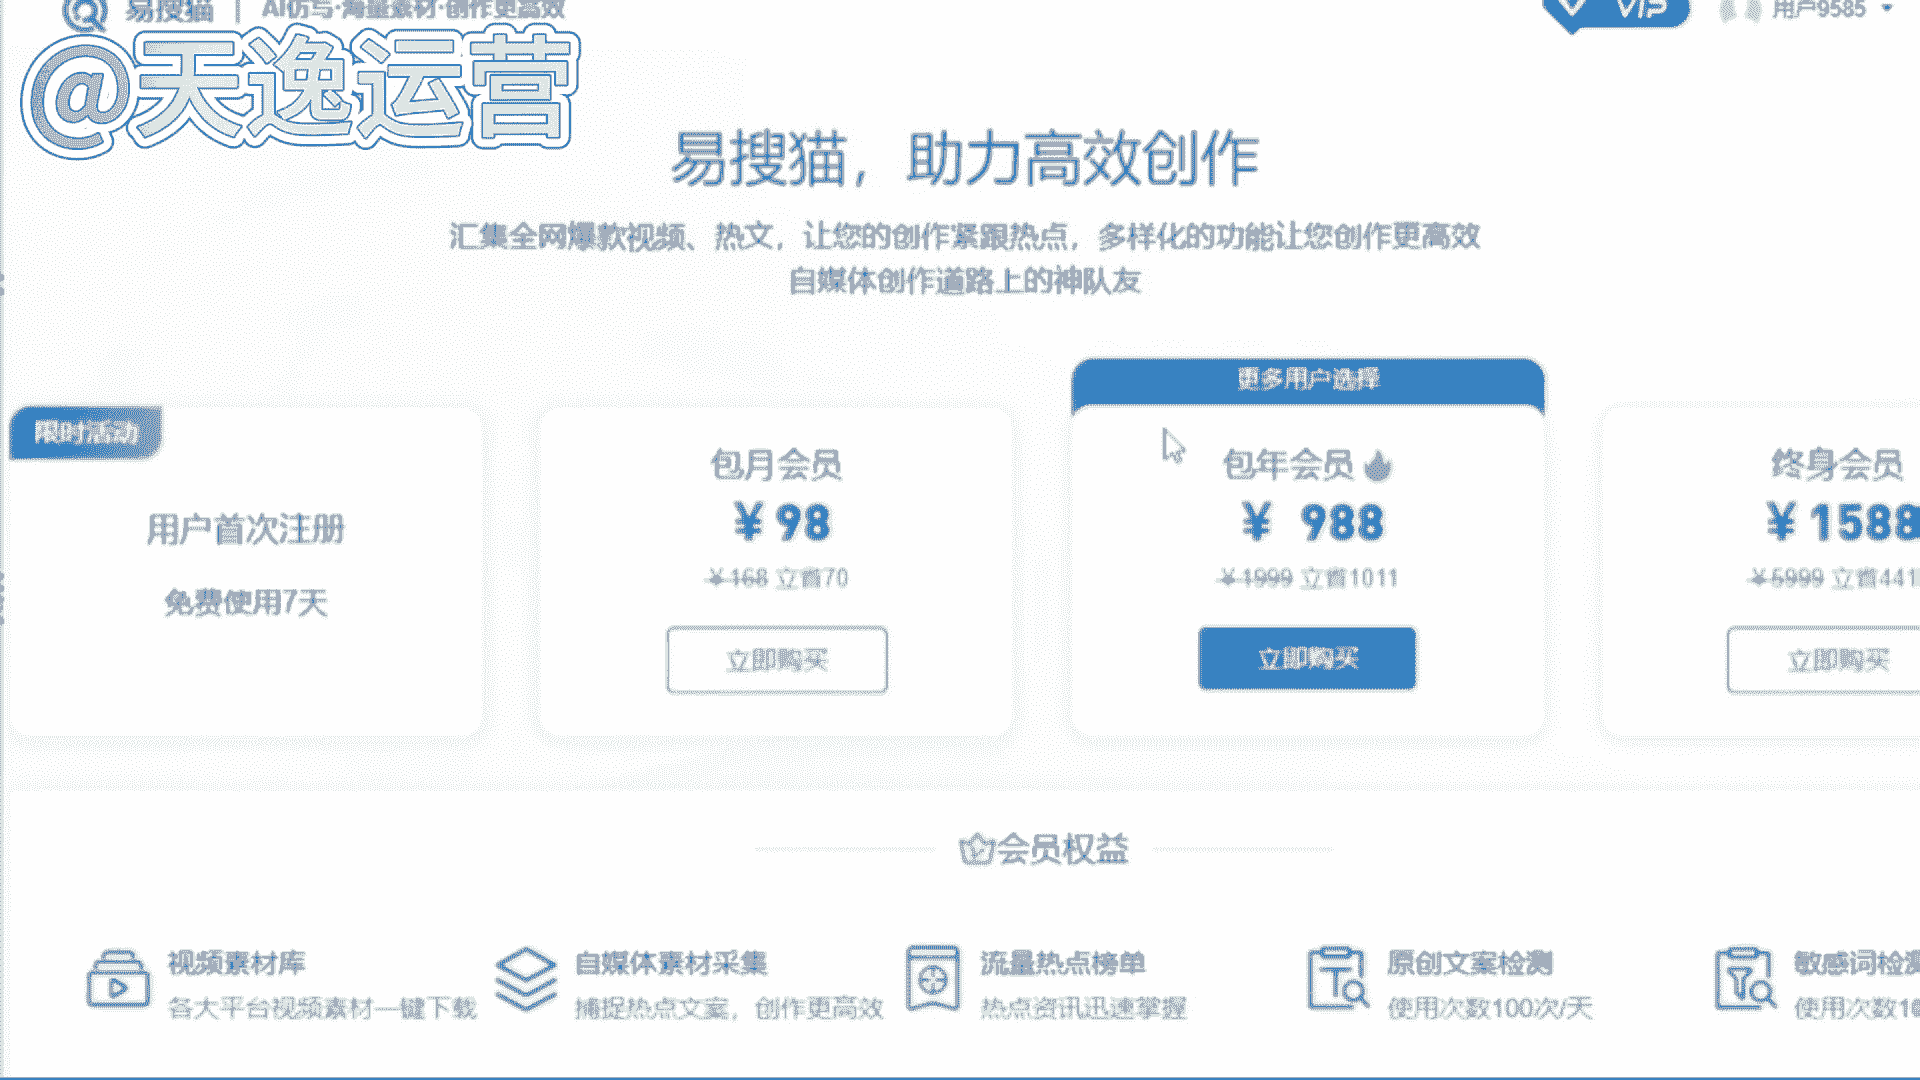 易搜猫 | AI仿写·海量素材·创作更高效
VIP
用户9585
@天逸运营
易搜猫，助力高效创作
汇集全网爆款视频、热文，让您的创作紧跟热点，多样化的功能让您创作更高效
自媒体创作道路上的神队友
限时活动
用户首次注册
免费使用7天
包月会员
¥98
¥168 立省70
立即购买
更多用户选择
包年会员
¥ 988
¥1999 立省1011
立即购买
终身会员
¥1588
¥5999 立省441
立即购买
会员权益
视频素材库
各大平台视频素材一键下载
自媒体素材采集
捕捉热点文案，创作更高效
流量热点榜单
热点资讯迅速掌握
原创文案检测
使用次数100次/天
敏感词检测
使用次数10